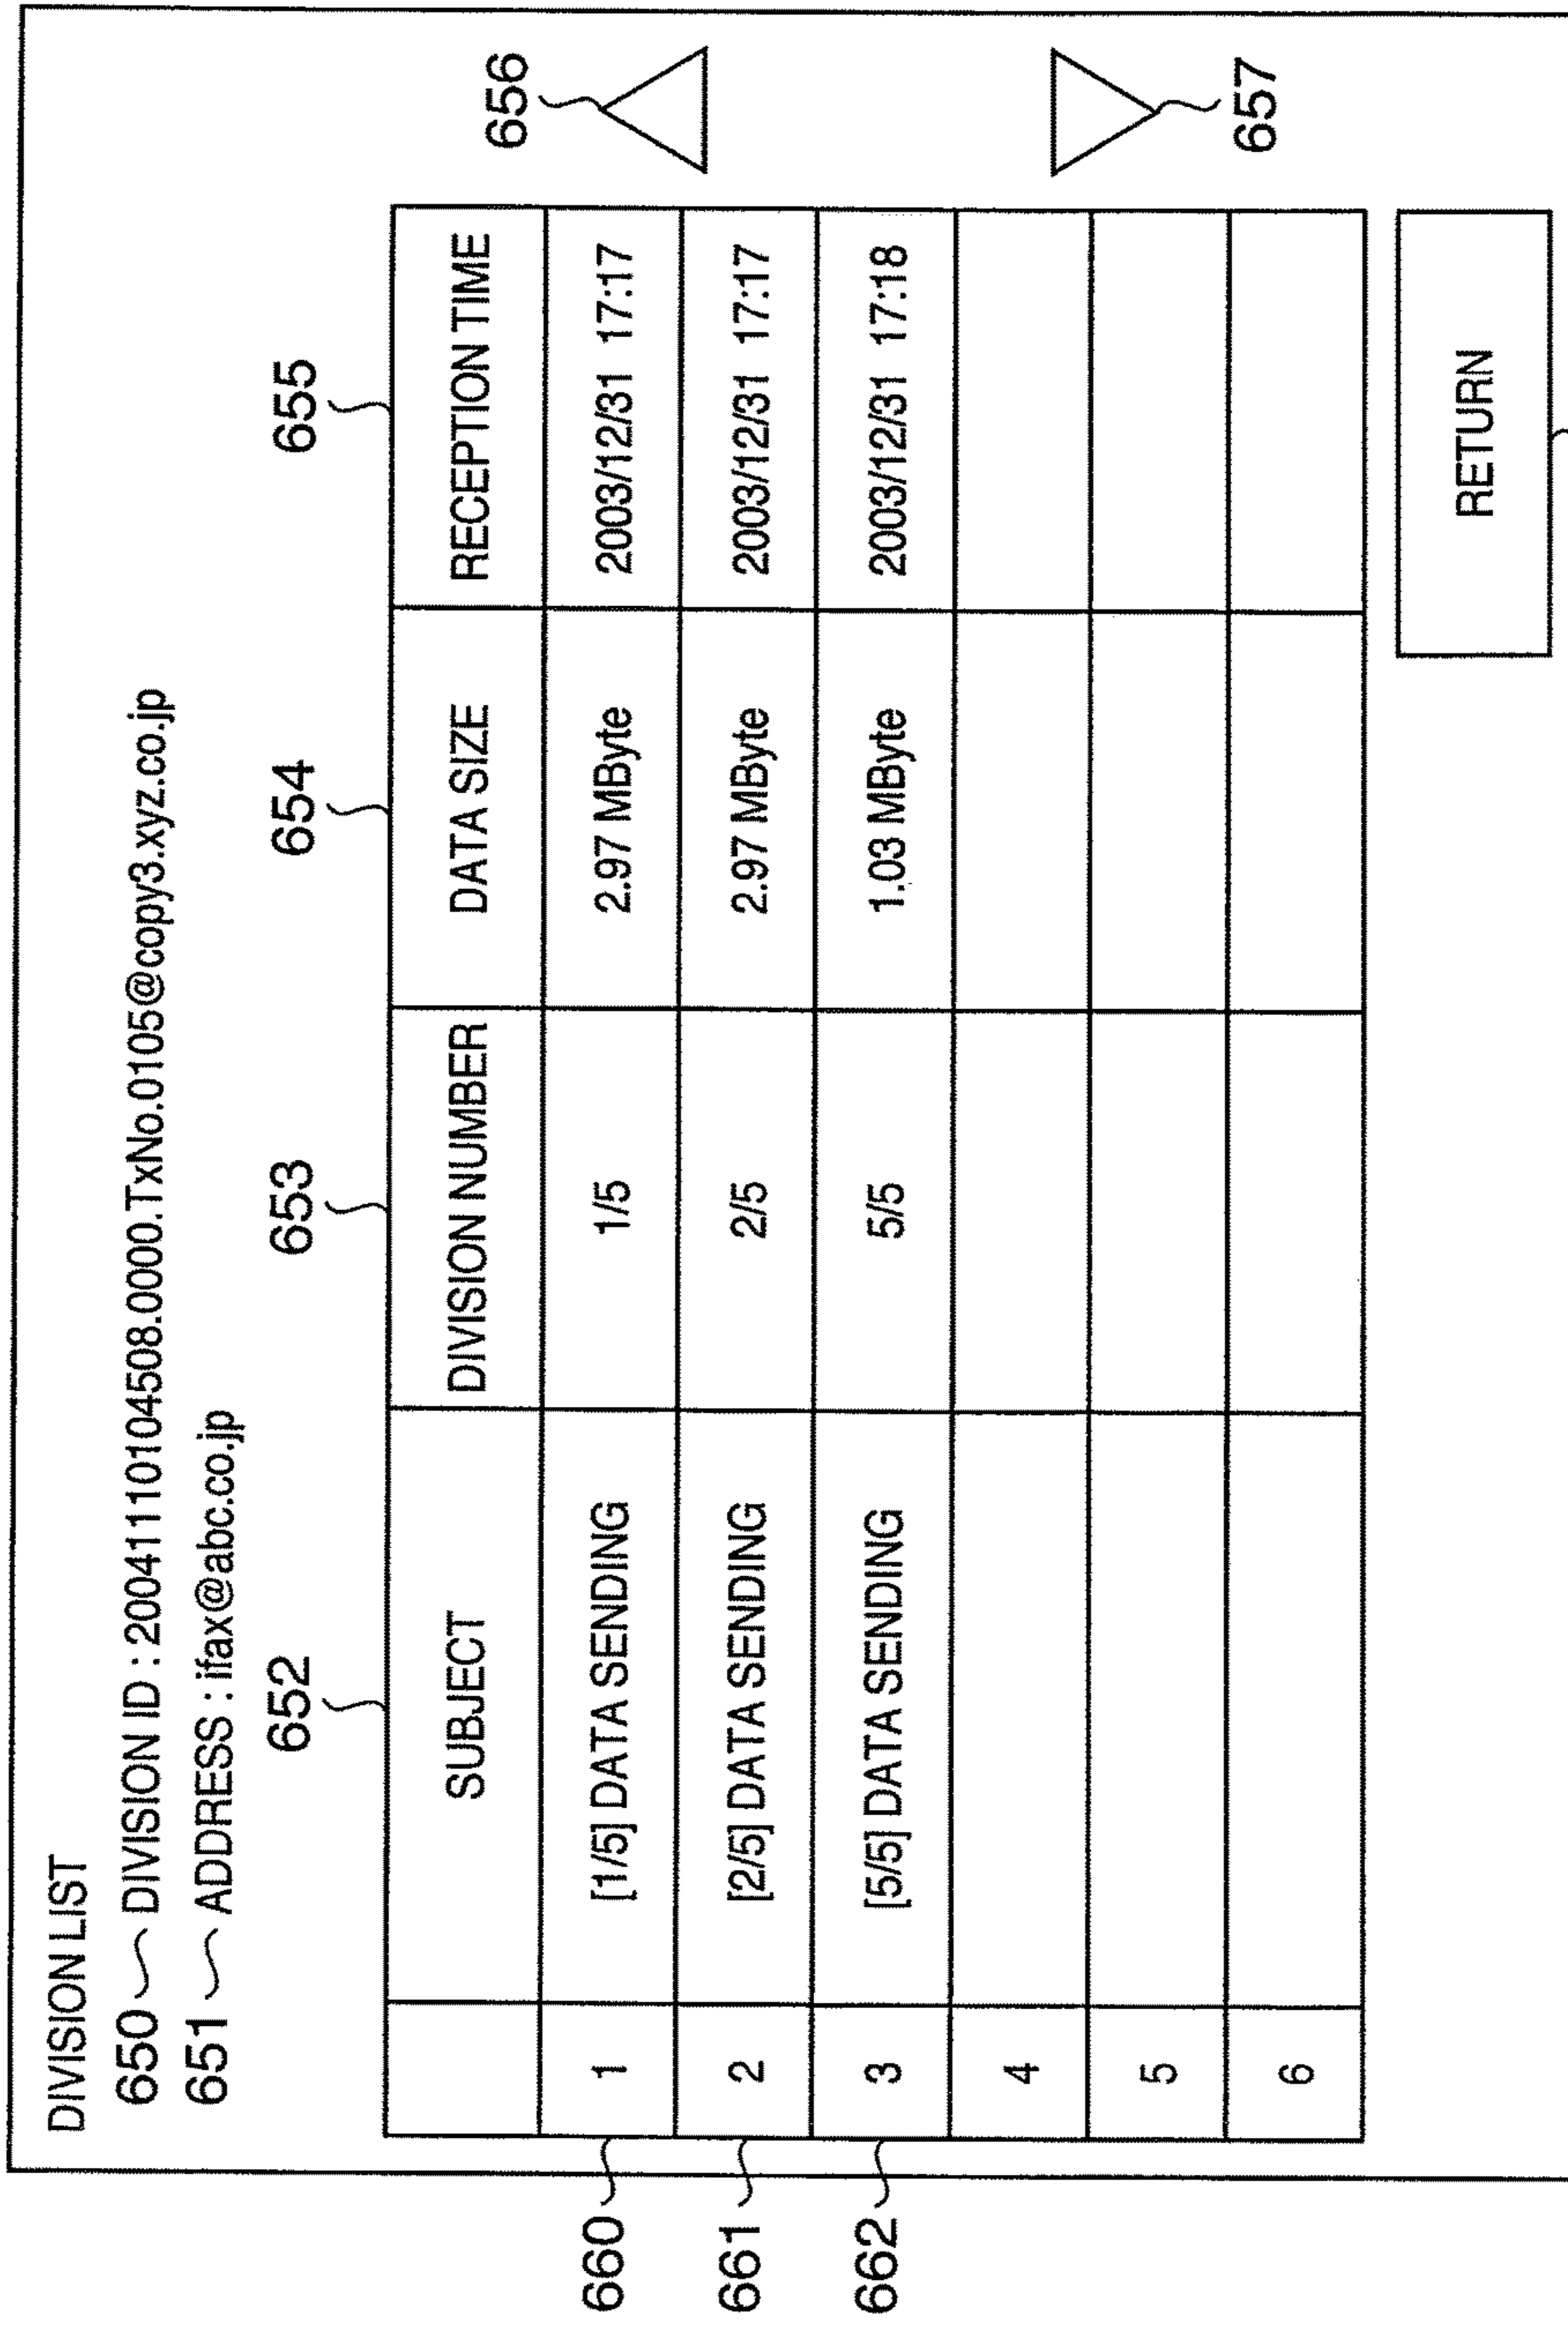 DIVISION LIST
650 DIVISION ID : 20041110104508.0000.TxNo.0105@copy3.xyz.co.jp
651 ADDRESS : ifax@abc.co.jp
652 653 654 655
SUBJECT DIVISION NUMBER DATA SIZE RECEPTION TIME
660 1 [1/5] DATA SENDING 1/5 2.97 MByte 2003/12/31 17:17
661 2 [2/5] DATA SENDING 2/5 2.97 MByte 2003/12/31 17:17
662 3 [5/5] DATA SENDING 5/5 1.03 MByte 2003/12/31 17:18
4
5
6
656
657
RETURN